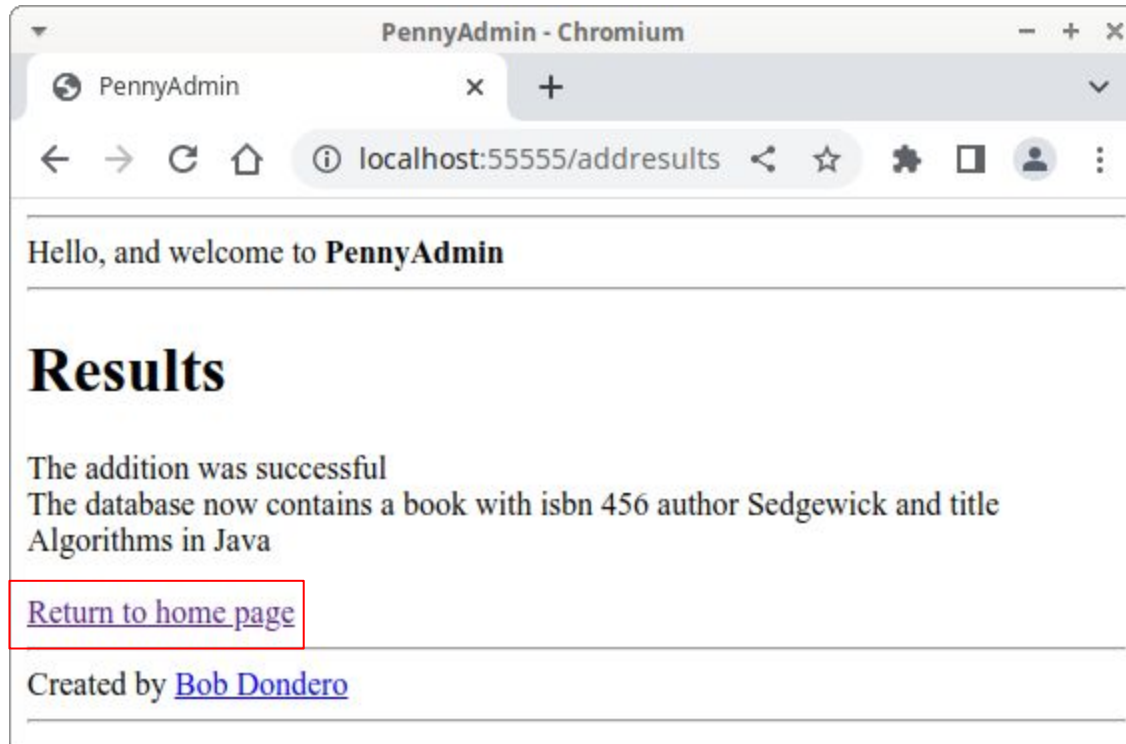 PennyAdmin - Chromium
PennyAdmin
localhost:55555/addresults
Hello, and welcome to PennyAdmin
Results
The addition was successful
The database now contains a book with isbn 456 author Sedgewick and title
Algorithms in Java
Return to home page
Created by Bob Dondero